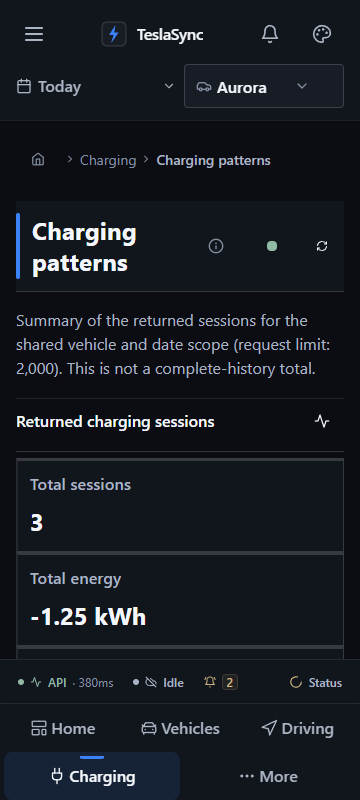 TeslaSync
Today
Aurora
Charging
Charging patterns
Charging
patterns
Summary of the returned sessions for the
shared vehicle and date scope (request limit:
2,000). This is not a complete-history total.
Returned charging sessions
Total sessions
3
Total energy
-1.25 kWh
API · 380ms
Idle
2
Status
Home
Vehicles
Driving
Charging
More